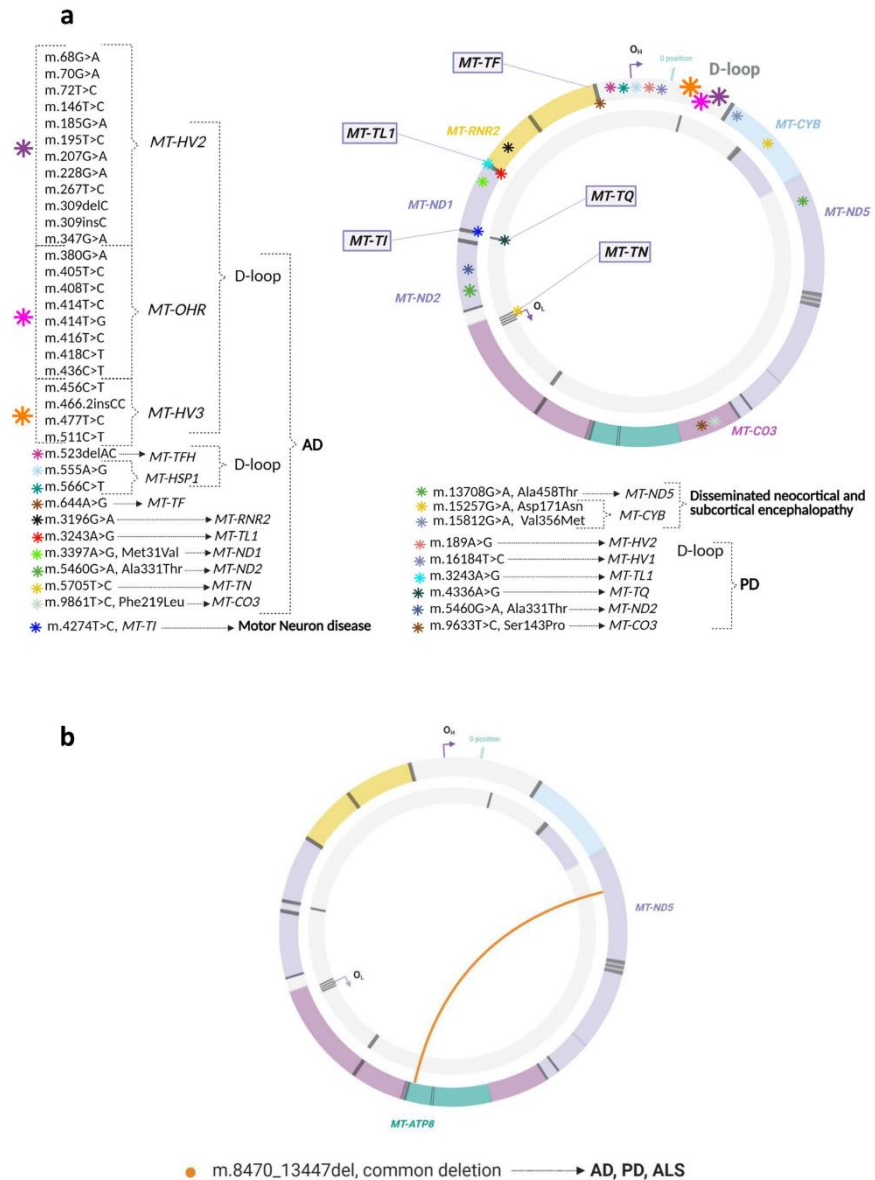 a
m.68G>A
m.70G>A
m.72T>C
m.146T>C
m.185G>A
m.195T>C
m.207G>A
m.228G>A
m.267T>C
m.309delC
m.309insC
m.347G>A
MT-HV2
m.380G>A
m.405T>C
m.408T>C
m.414T>C
m.414T>G
m.416T>C
m.418C>T
m.436C>T
MT-OHR
m.456C>T
m.466.2insCC
m.477T>C
m.511C>T
MT-HV3
D-loop
m.523delAC MT-TFH
m.555A>G
m.566C>T
MT-HSP1
D-loop
m.644A>G MT-TF
m.3196G>A MT-RNR2
m.3243A>G MT-TL1
m.3397A>G, Met31Val MT-ND1
m.5460G>A, Ala331Thr MT-ND2
m.5705T>C MT-TN
m.9861T>C, Phe219Leu MT-CO3
AD
m.4274T>C, MT-TI Motor Neuron disease
OH
0 position
D-loop
MT-TF
MT-RNR2
MT-CYB
MT-TL1
MT-ND1
MT-TQ
MT-ND5
MT-TI
MT-TN
MT-ND2
OL
MT-CO3
m.13708G>A, Ala458Thr MT-ND5
m.15257G>A, Asp171Asn
m.15812G>A, Val356Met
MT-CYB
Disseminated neocortical and
subcortical encephalopathy
m.189A>G MT-HV2
m.16184T>C MT-HV1
D-loop
m.3243A>G MT-TL1
m.4336A>G MT-TQ
m.5460G>A, Ala331Thr MT-ND2
m.9633T>C, Ser143Pro MT-CO3
PD
b
OH
0 position
MT-ND5
OL
MT-ATP8
m.8470_13447del, common deletion AD, PD, ALS